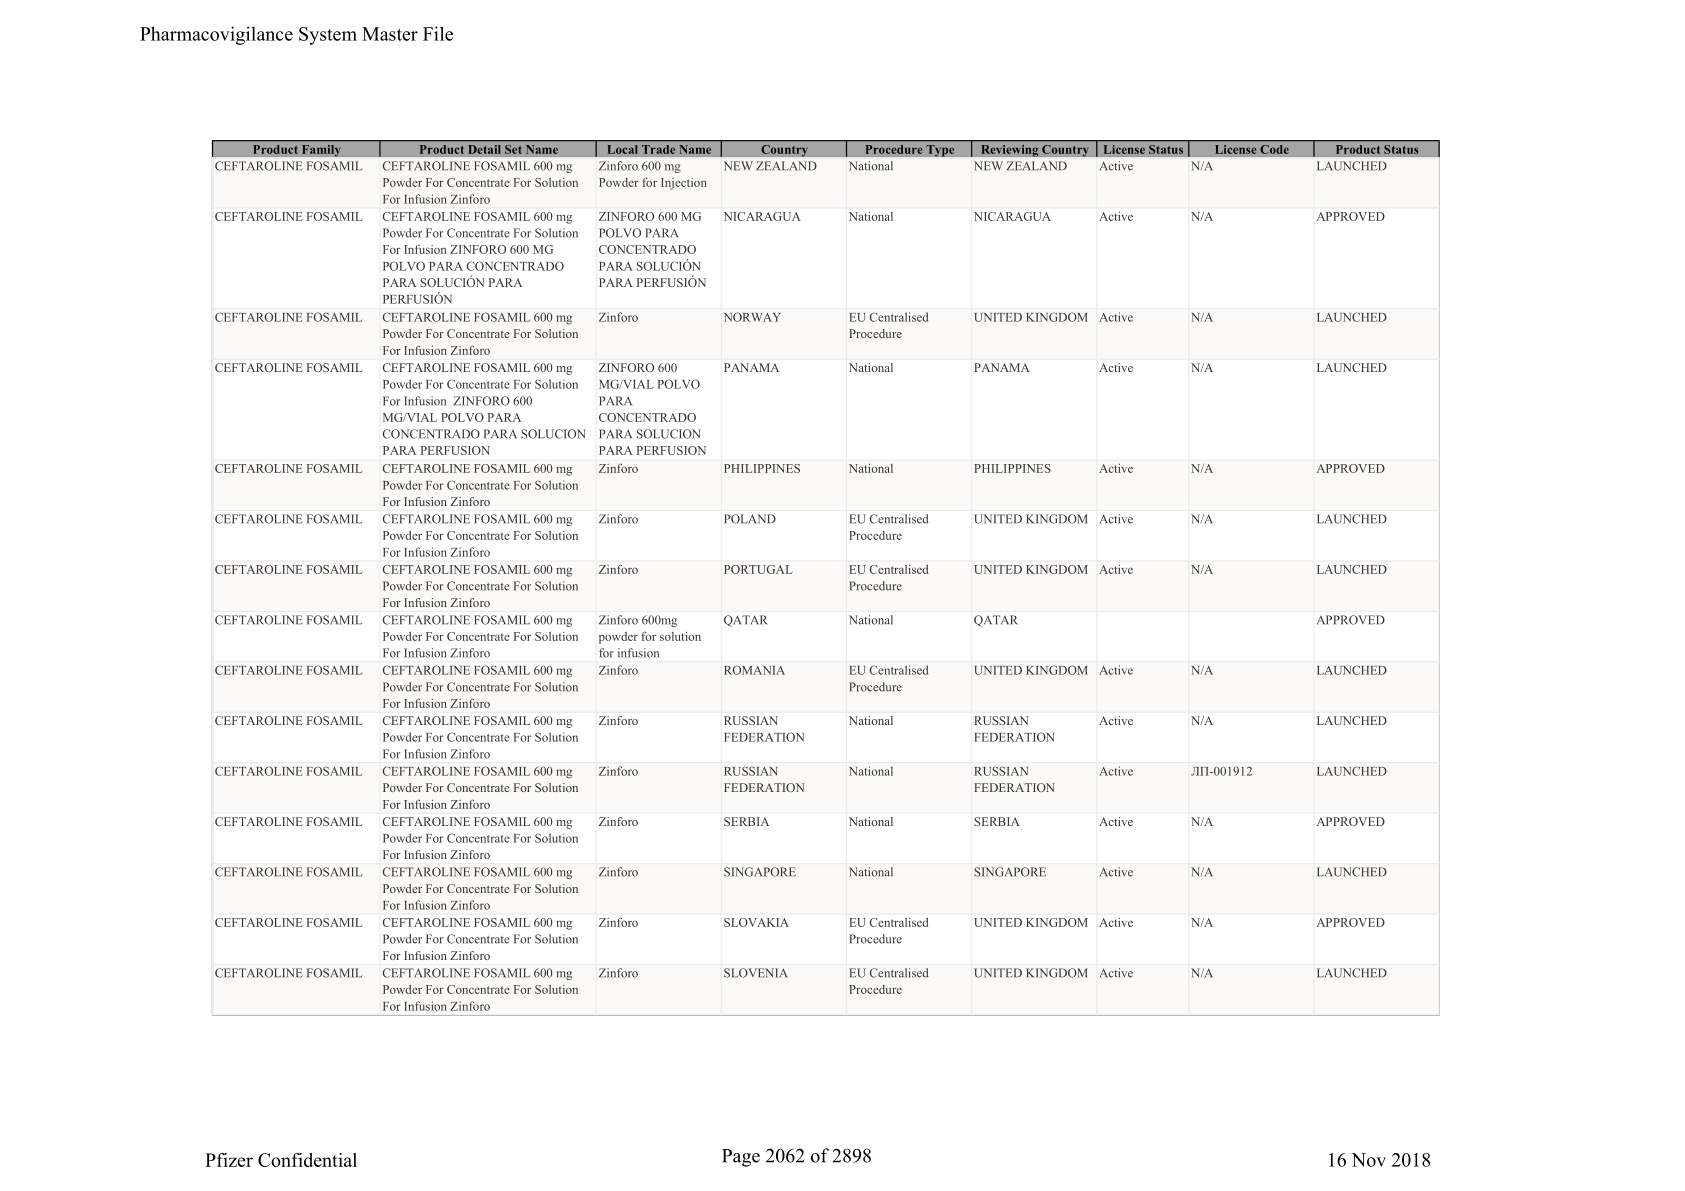 Pharmacovigilance System Master File
Product Family Product Detail Set Name Local Trade Name Country Procedure Type Reviewing Country License Status License Code Product Status
CEFTAROLINE FOSAMIL CEFTAROLINE FOSAMIL 600 mg Zinforo 600 mg NEW ZEALAND National NEW ZEALAND Active N/A LAUNCHED
Powder For Concentrate For Solution Powder for Injection
For Infusion Zinforo
CEFTAROLINE FOSAMIL CEFTAROLINE FOSAMIL 600 mg ZINFORO 600 MG NICARAGUA National NICARAGUA Active N/A APPROVED
Powder For Concentrate For Solution POLVO PARA
For Infusion ZINFORO 600 MG CONCENTRADO
POLVO PARA CONCENTRADO PARA SOLUCIÓN
PARA SOLUCIÓN PARA PARA PERFUSIÓN
PERFUSIÓN
CEFTAROLINE FOSAMIL CEFTAROLINE FOSAMIL 600 mg Zinforo NORWAY EU Centralised UNITED KINGDOM Active N/A LAUNCHED
Powder For Concentrate For Solution Procedure
For Infusion Zinforo
CEFTAROLINE FOSAMIL CEFTAROLINE FOSAMIL 600 mg ZINFORO 600 PANAMA National PANAMA Active N/A LAUNCHED
Powder For Concentrate For Solution MG/VIAL POLVO
For Infusion ZINFORO 600 PARA
MG/VIAL POLVO PARA CONCENTRADO
CONCENTRADO PARA SOLUCION PARA SOLUCION
PARA PERFUSION PARA PERFUSION
CEFTAROLINE FOSAMIL CEFTAROLINE FOSAMIL 600 mg Zinforo PHILIPPINES National PHILIPPINES Active N/A APPROVED
Powder For Concentrate For Solution
For Infusion Zinforo
CEFTAROLINE FOSAMIL CEFTAROLINE FOSAMIL 600 mg Zinforo POLAND EU Centralised UNITED KINGDOM Active N/A LAUNCHED
Powder For Concentrate For Solution Procedure
For Infusion Zinforo
CEFTAROLINE FOSAMIL CEFTAROLINE FOSAMIL 600 mg Zinforo PORTUGAL EU Centralised UNITED KINGDOM Active N/A LAUNCHED
Powder For Concentrate For Solution Procedure
For Infusion Zinforo
CEFTAROLINE FOSAMIL CEFTAROLINE FOSAMIL 600 mg Zinforo 600mg QATAR National QATAR APPROVED
Powder For Concentrate For Solution powder for solution
For Infusion Zinforo for infusion
CEFTAROLINE FOSAMIL CEFTAROLINE FOSAMIL 600 mg Zinforo ROMANIA EU Centralised UNITED KINGDOM Active N/A LAUNCHED
Powder For Concentrate For Solution Procedure
For Infusion Zinforo
CEFTAROLINE FOSAMIL CEFTAROLINE FOSAMIL 600 mg Zinforo RUSSIAN National RUSSIAN Active N/A LAUNCHED
Powder For Concentrate For Solution FEDERATION FEDERATION
For Infusion Zinforo
CEFTAROLINE FOSAMIL CEFTAROLINE FOSAMIL 600 mg Zinforo RUSSIAN National RUSSIAN Active ЛП-001912 LAUNCHED
Powder For Concentrate For Solution FEDERATION FEDERATION
For Infusion Zinforo
CEFTAROLINE FOSAMIL CEFTAROLINE FOSAMIL 600 mg Zinforo SERBIA National SERBIA Active N/A APPROVED
Powder For Concentrate For Solution
For Infusion Zinforo
CEFTAROLINE FOSAMIL CEFTAROLINE FOSAMIL 600 mg Zinforo SINGAPORE National SINGAPORE Active N/A LAUNCHED
Powder For Concentrate For Solution
For Infusion Zinforo
CEFTAROLINE FOSAMIL CEFTAROLINE FOSAMIL 600 mg Zinforo SLOVAKIA EU Centralised UNITED KINGDOM Active N/A APPROVED
Powder For Concentrate For Solution Procedure
For Infusion Zinforo
CEFTAROLINE FOSAMIL CEFTAROLINE FOSAMIL 600 mg Zinforo SLOVENIA EU Centralised UNITED KINGDOM Active N/A LAUNCHED
Powder For Concentrate For Solution Procedure
For Infusion Zinforo
Pfizer Confidential Page 2062 of 2898 16 Nov 2018